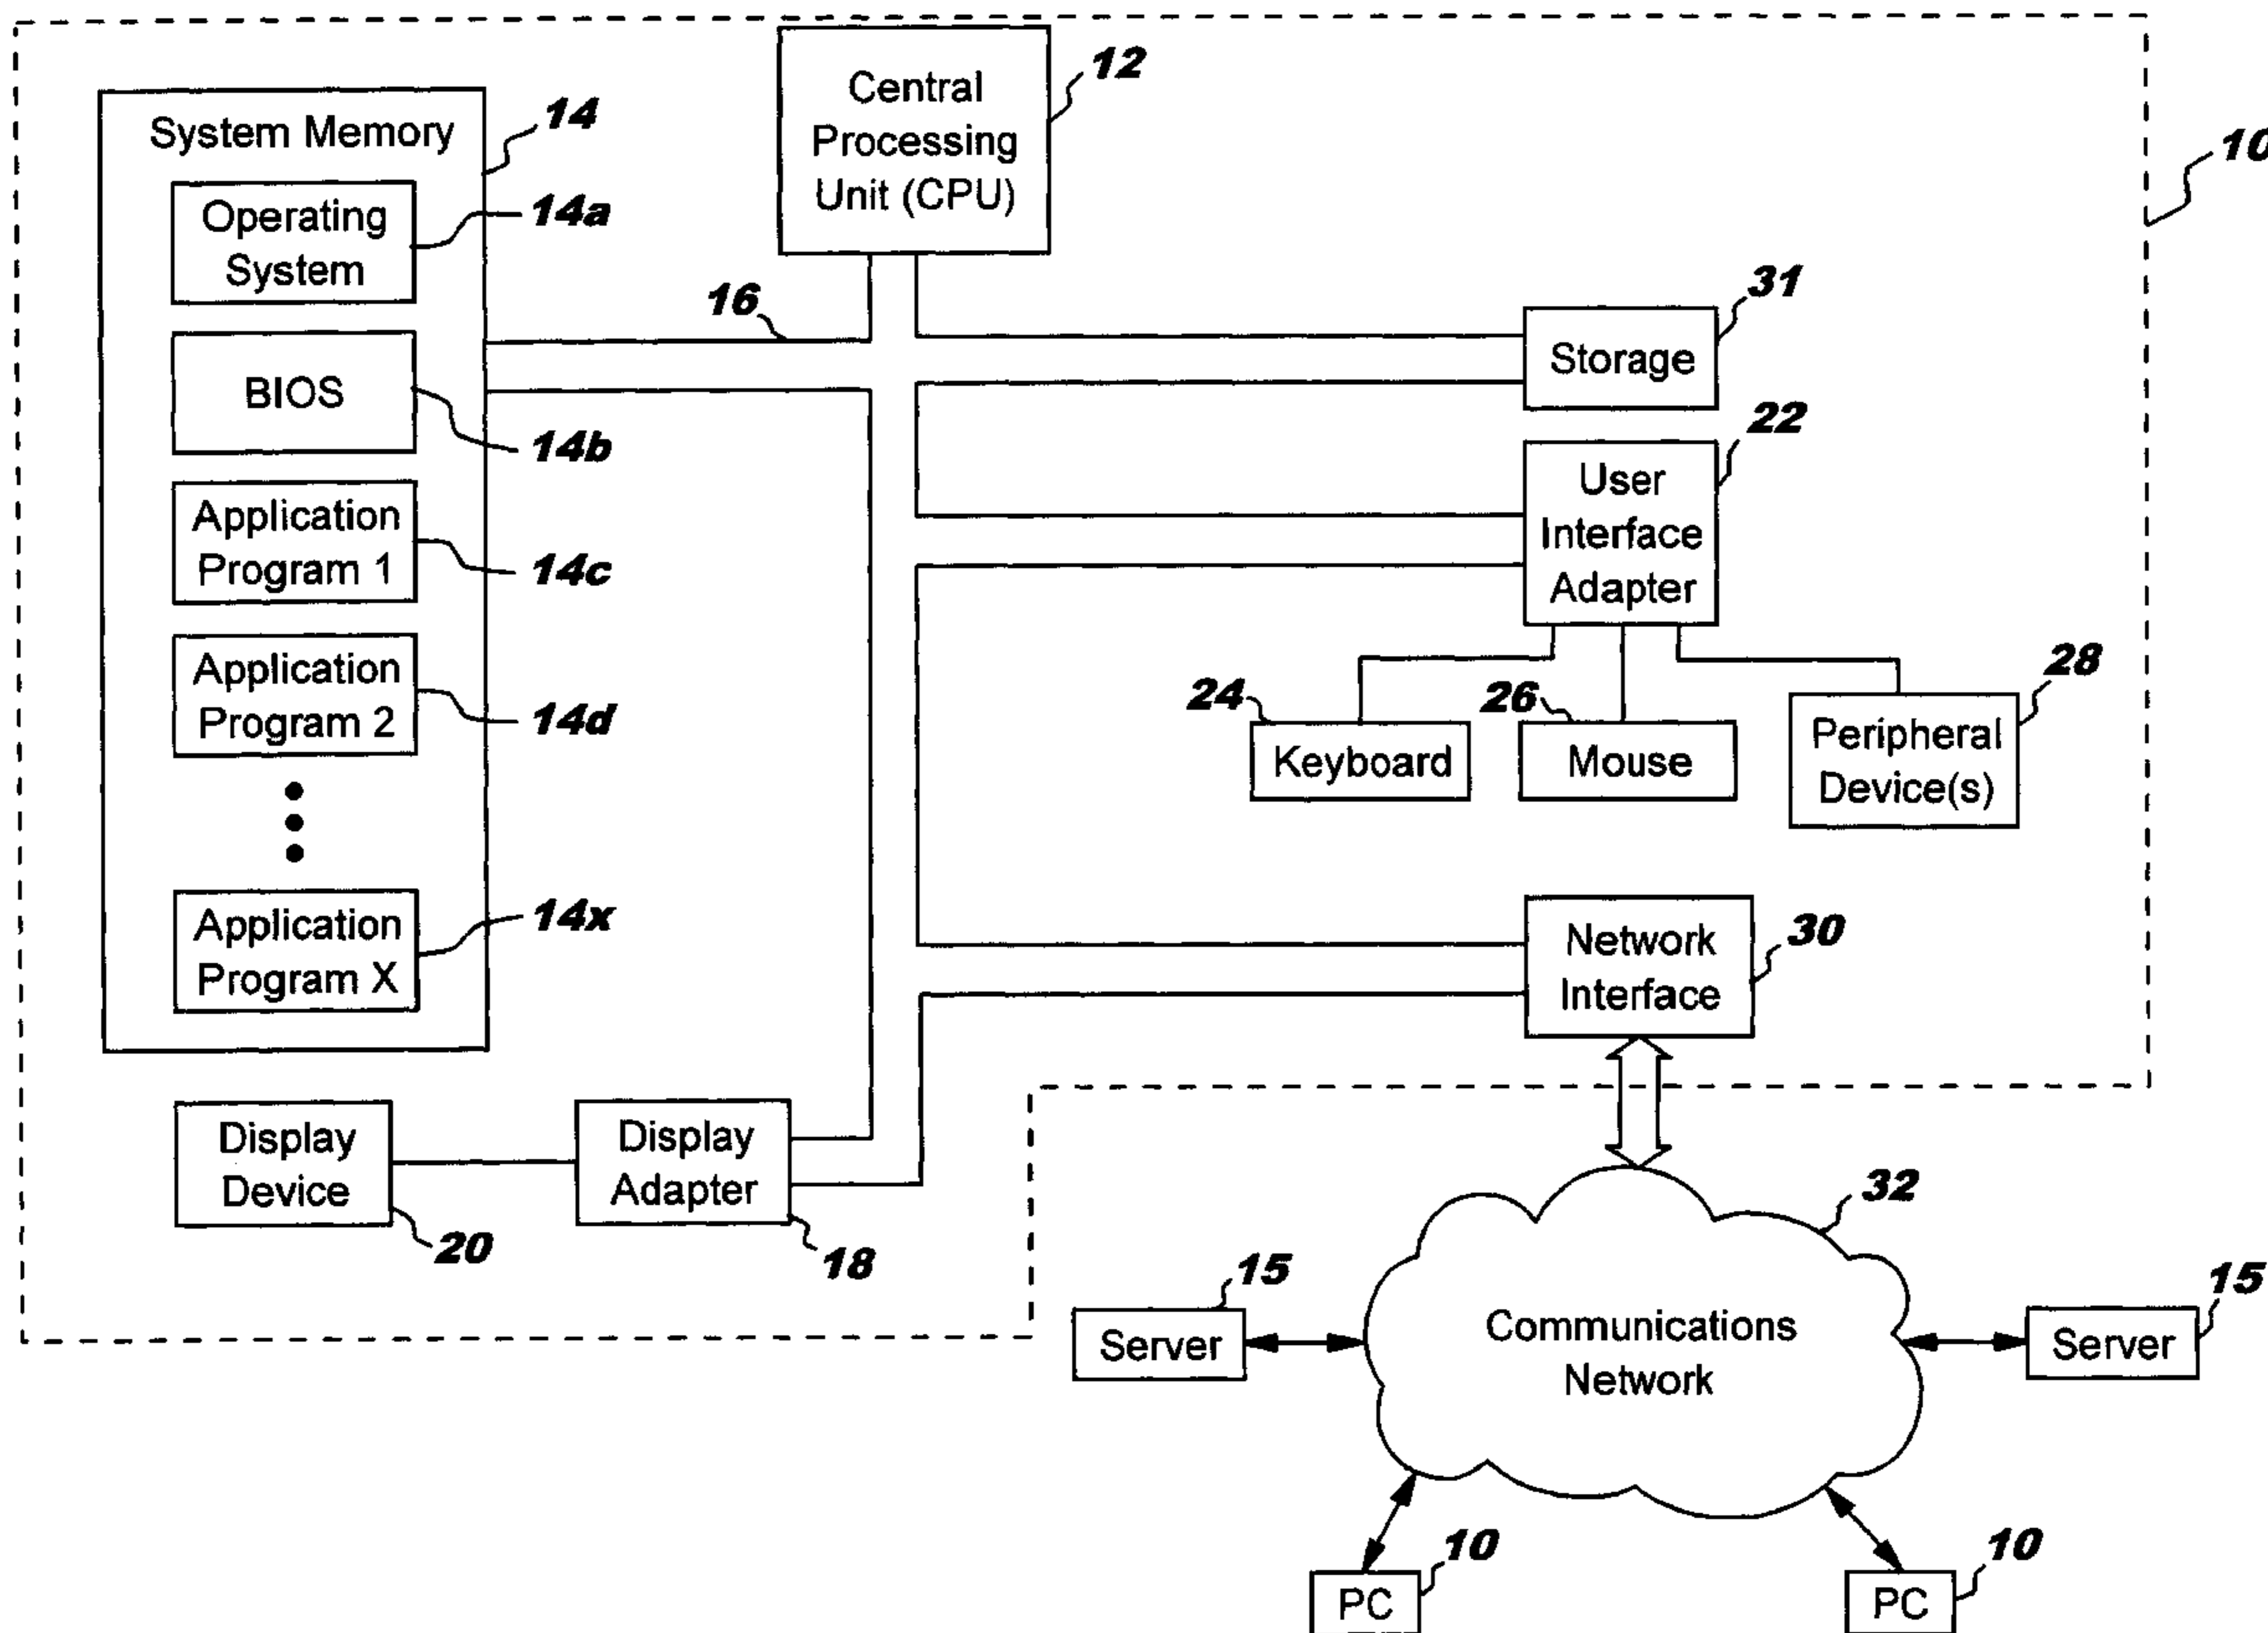 Central
Processing
Unit (CPU)
12
10
System Memory
14
Operating
System
14a
BIOS
14b
Application
Program 1
14c
Application
Program 2
14d
Application
Program X
14x
16
Storage
31
User
Interface
Adapter
22
24
Keyboard
26
Mouse
Peripheral
Device(s)
28
Network
Interface
30
Display
Device
20
Display
Adapter
18
32
Communications
Network
15
Server
15
Server
10
PC
10
PC